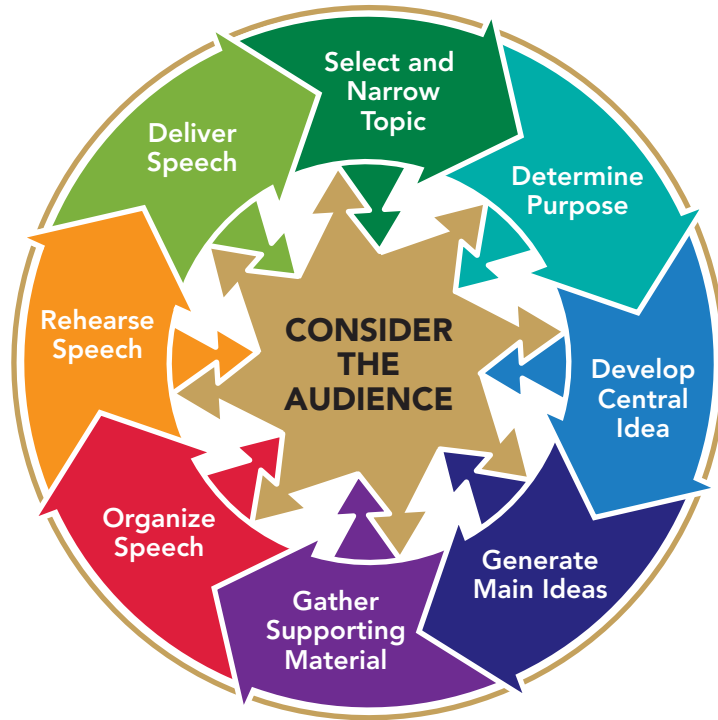 Select and
Narrow
Topic
Determine
Purpose
Develop
Central
Idea
Generate
Main Ideas
Gather
Supporting
Material
Organize
Speech
Rehearse
Speech
Deliver
Speech
CONSIDER
THE
AUDIENCE